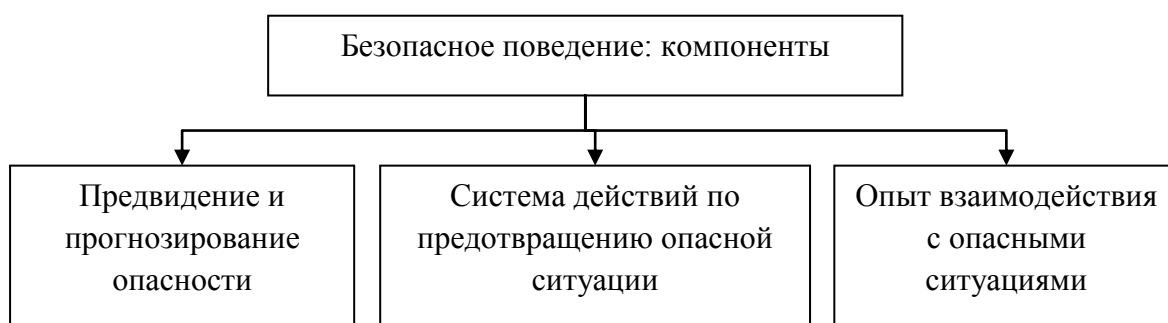 Безопасное поведение: компоненты
Предвидение и
прогнозирование
опасности
Система действий по
предотвращению опасной
ситуации
Опыт взаимодействия
с опасными
ситуациями